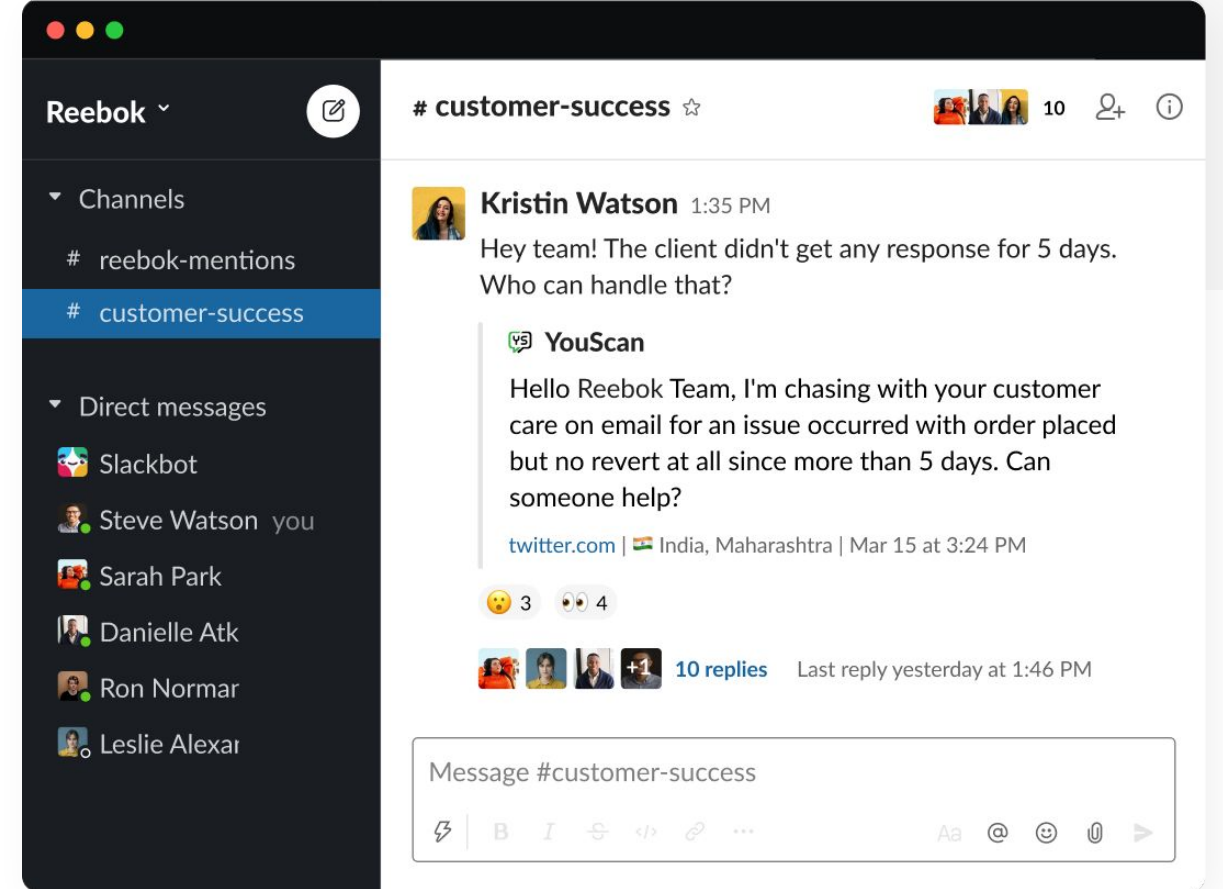 Reebok
Channels
# reebok-mentions
# customer-success
Direct messages
Slackbot
Steve Watson you
Sarah Park
Danielle Atk
Ron Normar
Leslie Alexar
# customer-success
10
Kristin Watson 1:35 PM
Hey team! The client didn't get any response for 5 days.
Who can handle that?
YS YouScan
Hello Reebok Team, I'm chasing with your customer
care on email for an issue occurred with order placed
but no revert at all since more than 5 days. Can
someone help?
twitter.com | 🇮🇳 India, Maharashtra | Mar 15 at 3:24 PM
😮 3 👀 4
+1 10 replies Last reply yesterday at 1:46 PM
Message #customer-success
B I S </> ... Aa @